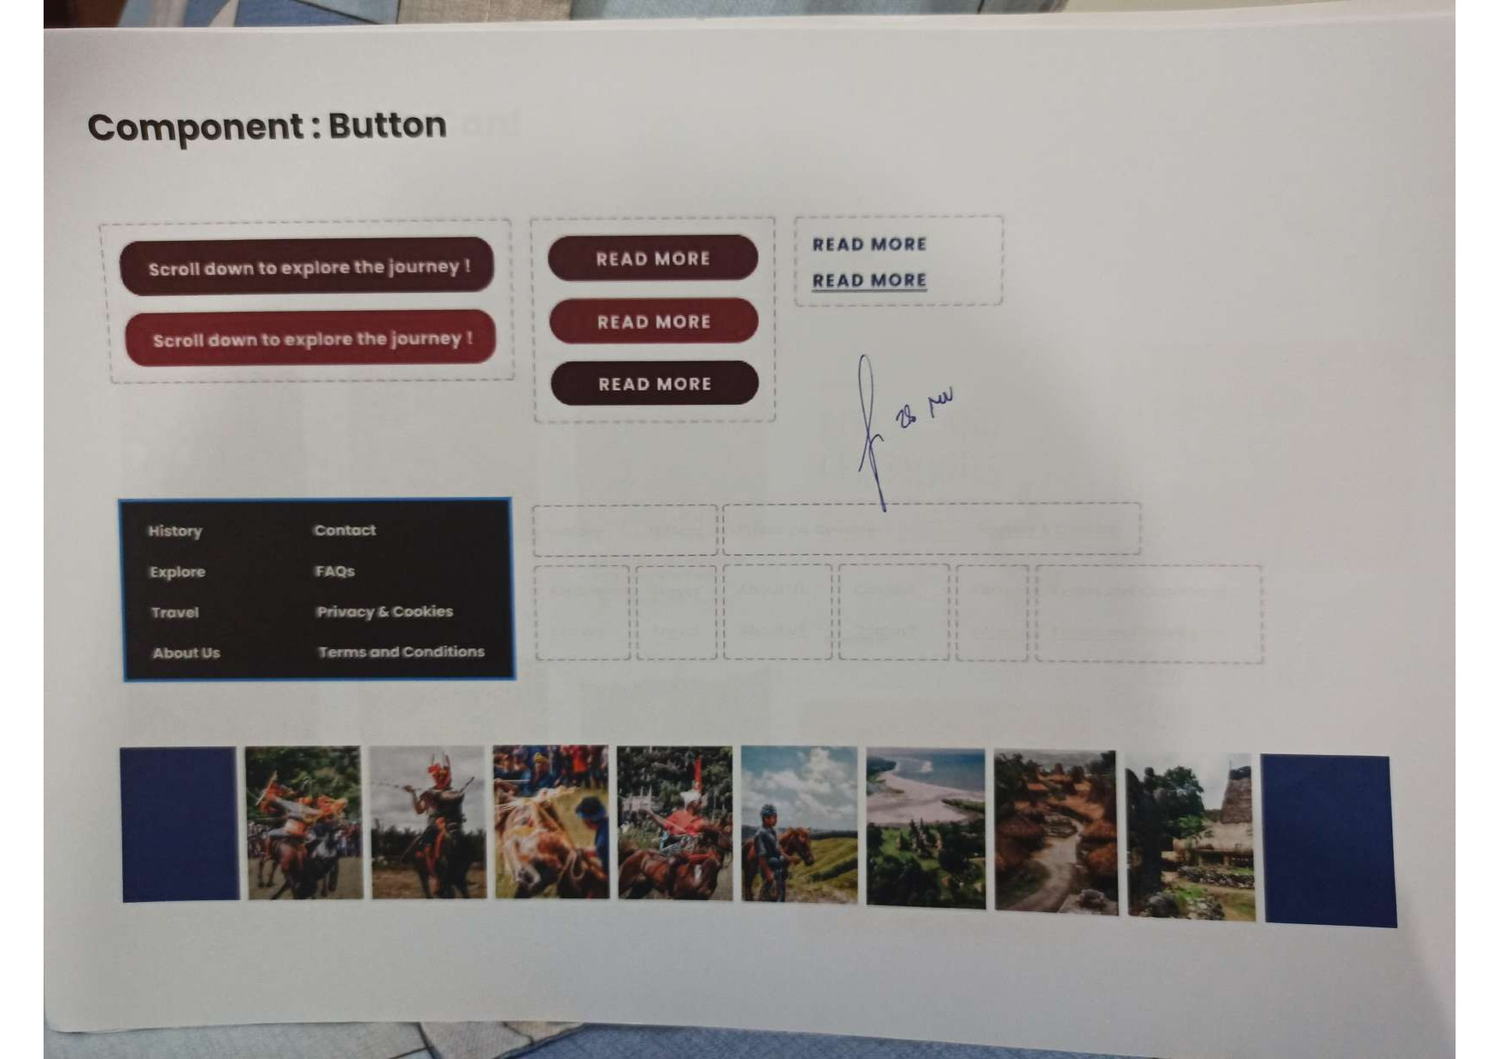 Component : Button
Scroll down to explore the journey !
Scroll down to explore the journey !
READ MORE
READ MORE
READ MORE
READ MORE
READ MORE
28
History
Explore
Travel
About Us
Contact
FAQs
Privacy & Cookies
Terms and Conditions